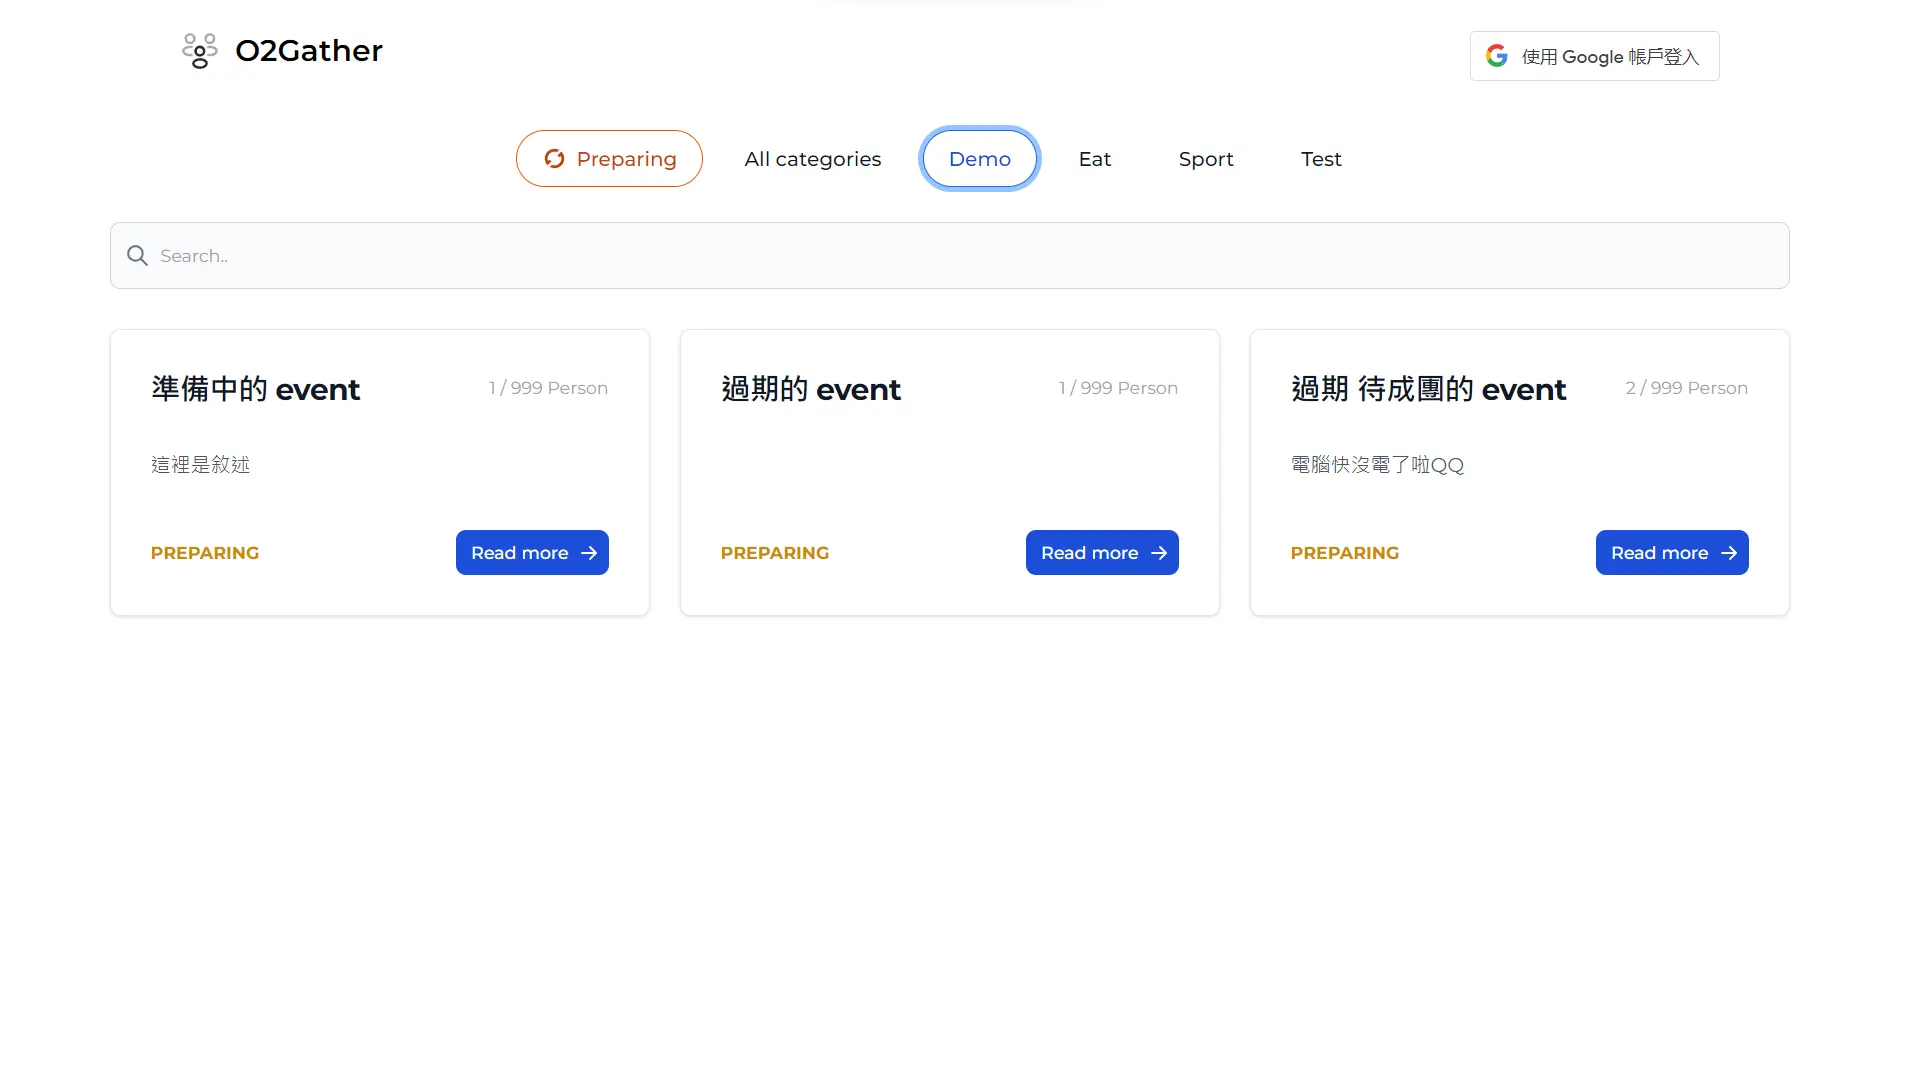 O2Gather
使用 Google 帳戶登入
Preparing
All categories
Demo
Eat
Sport
Test
Search..
準備中的 event
1 / 999 Person
這裡是敘述
PREPARING
Read more
過期的 event
1 / 999 Person
PREPARING
Read more
過期 待成團的 event
2 / 999 Person
電腦快沒電了啦QQ
PREPARING
Read more